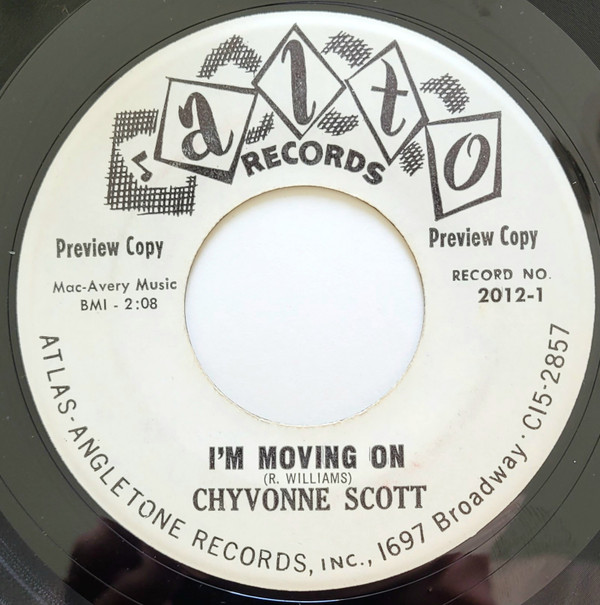 alto
RECORDS
Preview Copy
Preview Copy
Mac-Avery Music
BMI - 2:08
RECORD NO.
2012-1
I'M MOVING ON
(R. WILLIAMS)
CHYVONNE SCOTT
ATLAS-ANGLETONE RECORDS, INC., 1697 Broadway · CI5-2857